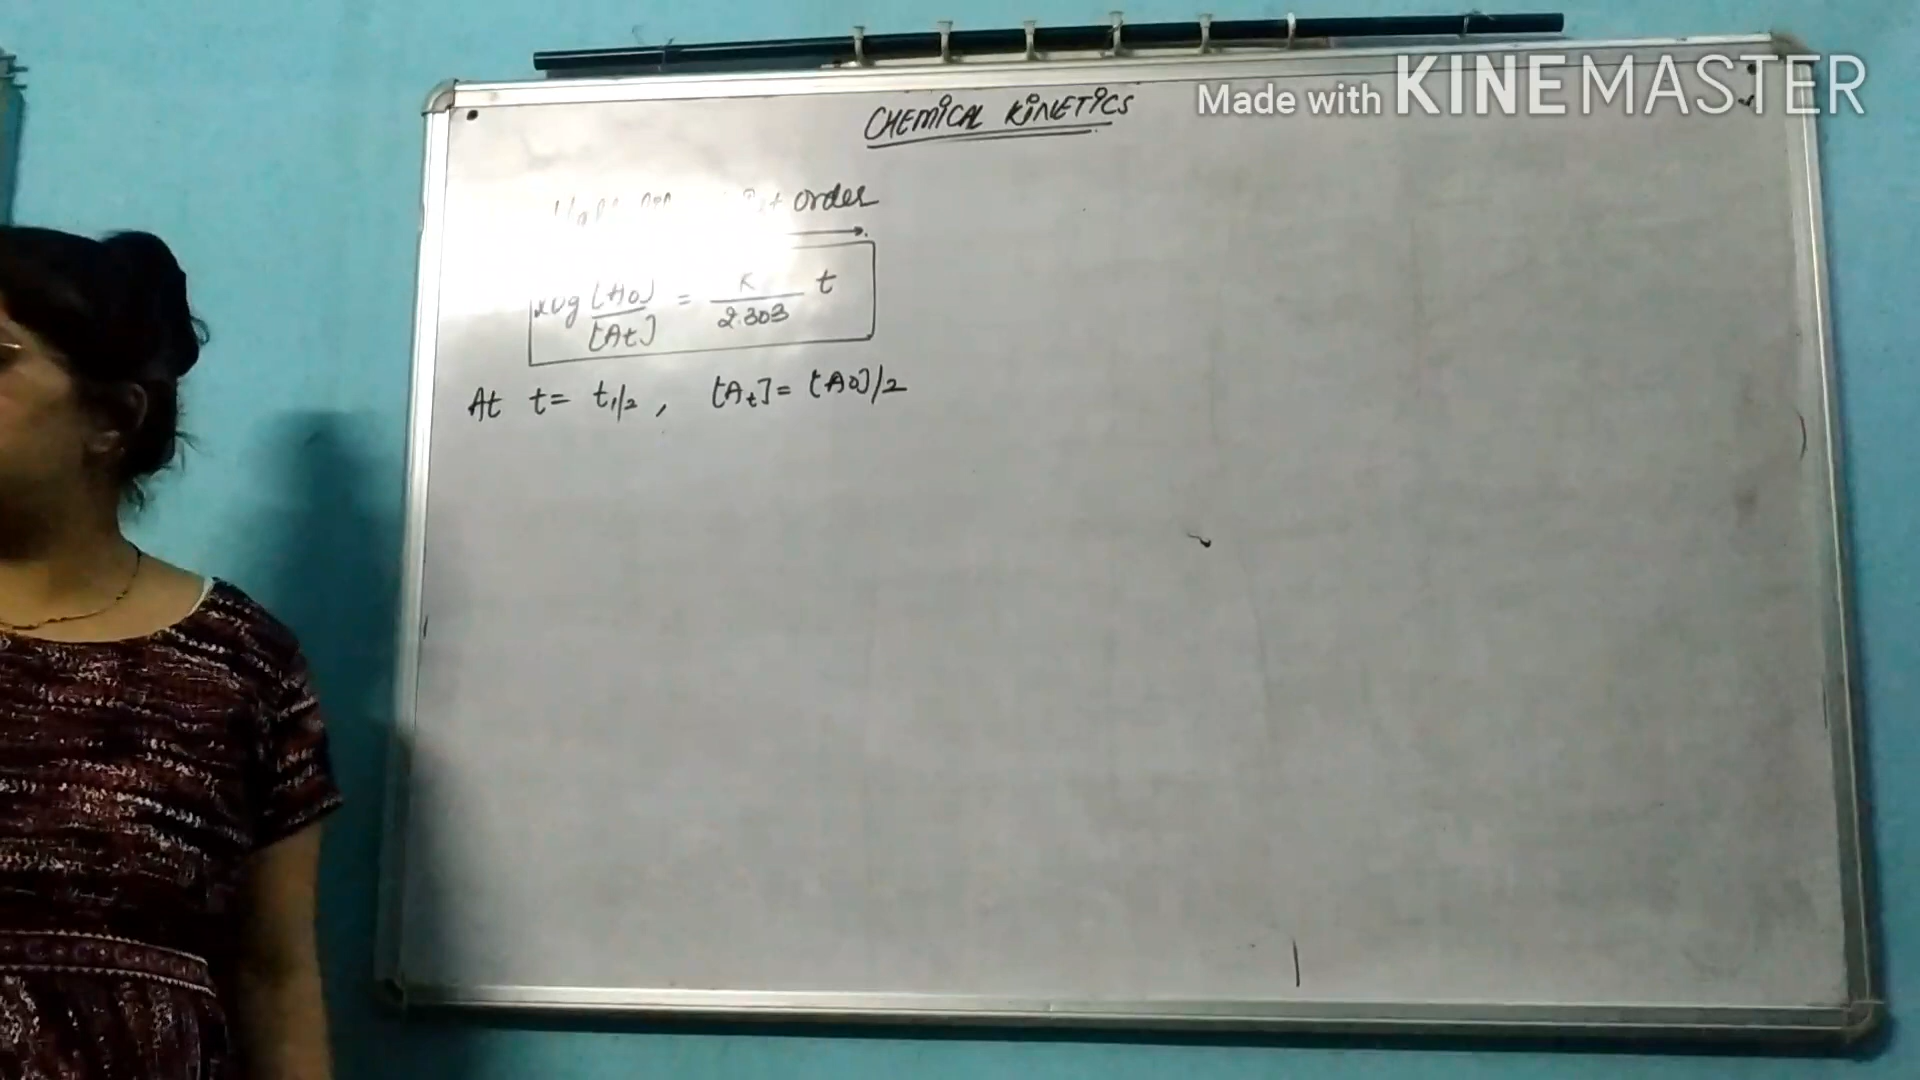 Made with KINEMASTER
CHEMICAL KINETICS
order
log [A0] / [At] = K / 2.303 t
At t = t1/2 , [At] = [A0]/2